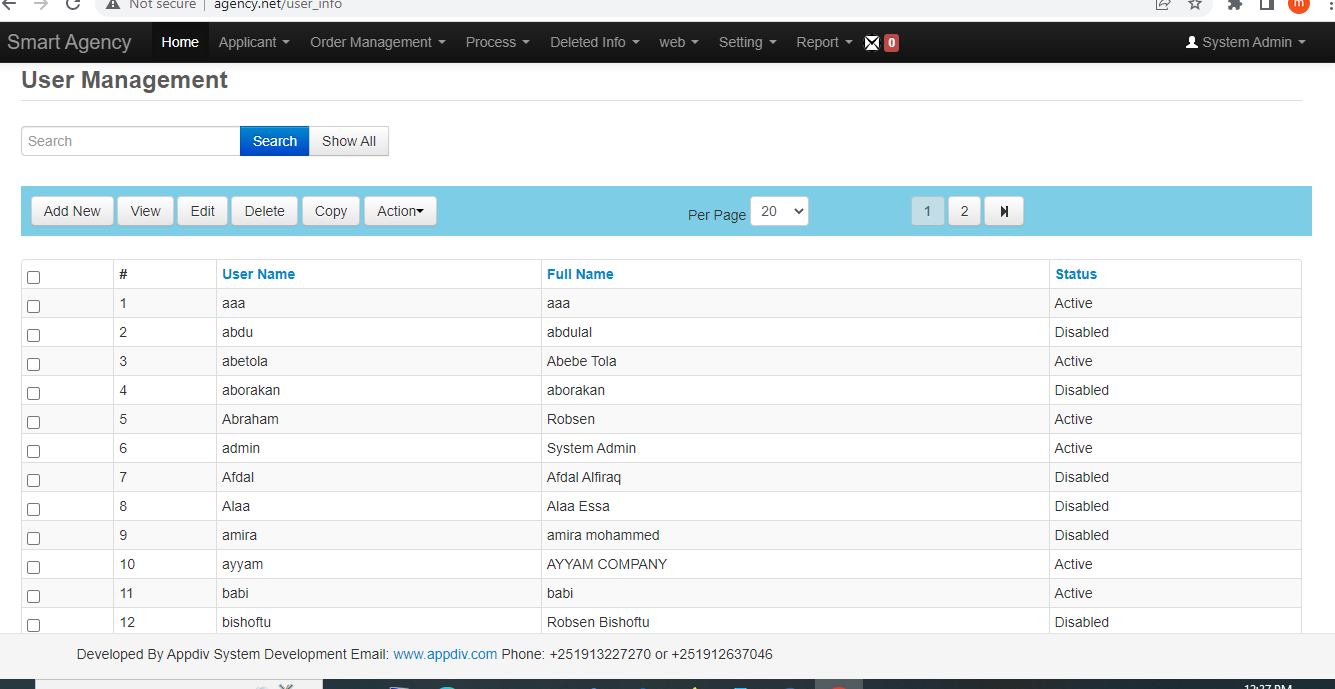 Not secure | agency.net/user_info
m
Smart Agency Home Applicant Order Management Process Deleted Info web Setting Report 0 System Admin
User Management
Search Search Show All
Add New View Edit Delete Copy Action Per Page 20 1 2
# User Name Full Name Status
1 aaa aaa Active
2 abdu abdulal Disabled
3 abetola Abebe Tola Active
4 aborakan aborakan Disabled
5 Abraham Robsen Active
6 admin System Admin Active
7 Afdal Afdal Alfiraq Disabled
8 Alaa Alaa Essa Disabled
9 amira amira mohammed Disabled
10 ayyam AYYAM COMPANY Active
11 babi babi Active
12 bishoftu Robsen Bishoftu Disabled
Developed By Appdiv System Development Email: www.appdiv.com Phone: +251913227270 or +251912637046
12:27 PM